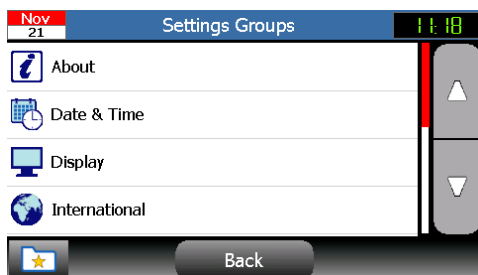 Nov
21
Settings Groups
11:18
About
Date & Time
Display
International
Back